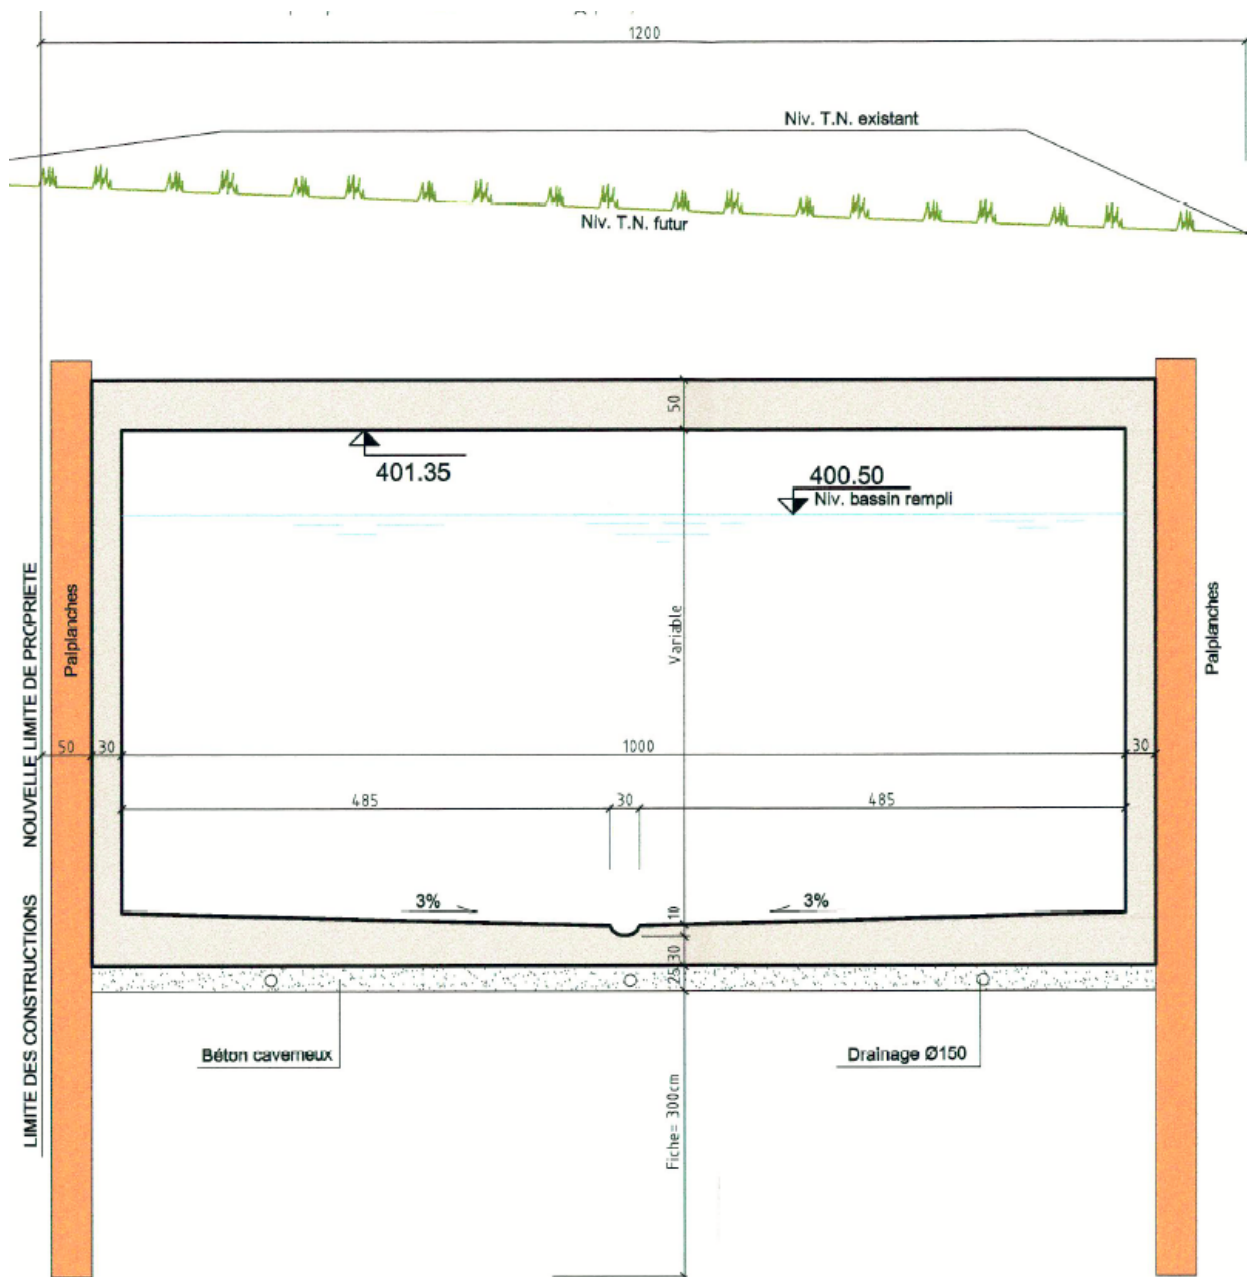 1200
Niv. T.N. existant
Niv. T.N. futur
50
401.35
400.50
Niv. bassin rempli
NOUVELLE LIMITE DE PROPRIETE
Palplanches
Variable
Palplanches
50
30
1000
30
485
30
485
3%
3%
10
30
25
LIMITE DES CONSTRUCTIONS
Béton caverneux
Drainage Ø150
Fiche= 300cm